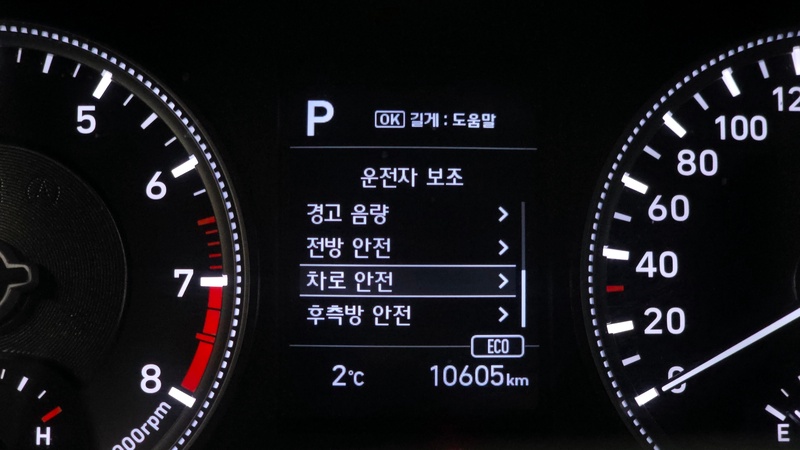 P
OK 길게 : 도움말
운전자 보조
경고 음량
전방 안전
차로 안전
후측방 안전
ECO
2°C
10605km
5
6
7
8
H
000rpm
100
80
60
40
20
0
E